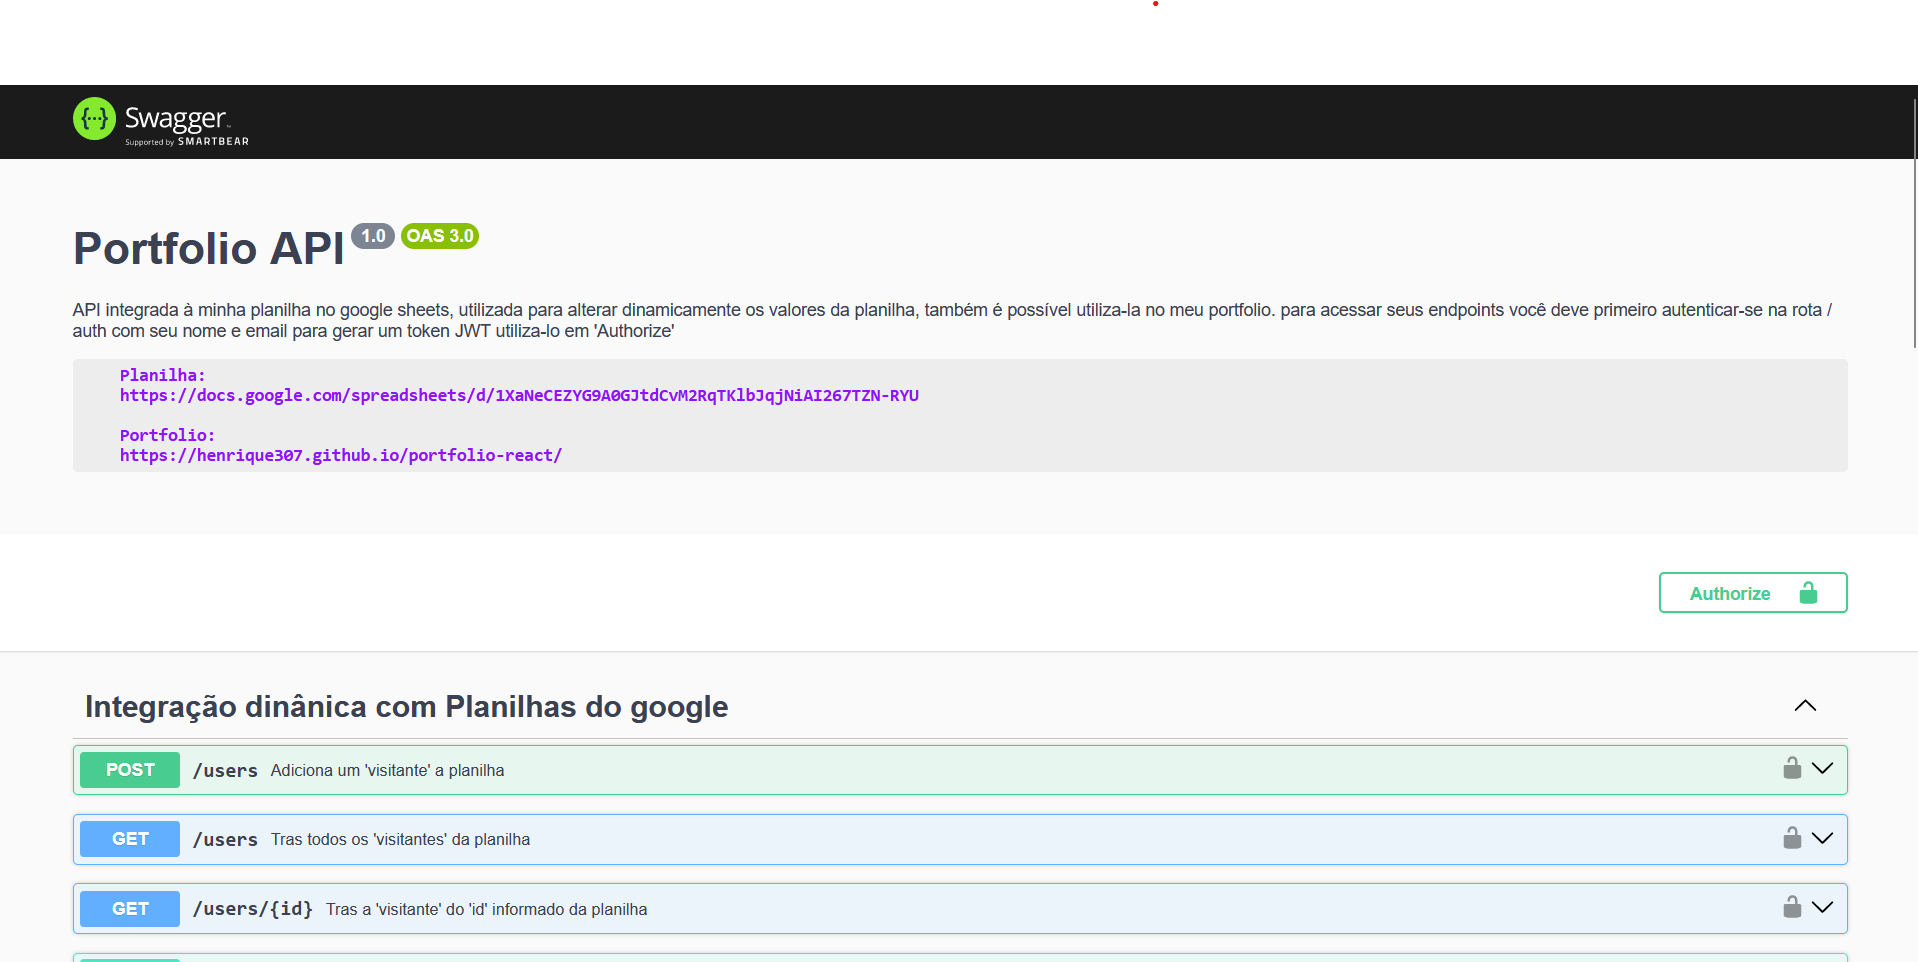 Swagger
Supported by SMARTBEAR
Portfolio API 1.0 OAS 3.0
API integrada à minha planilha no google sheets, utilizada para alterar dinamicamente os valores da planilha, também é possível utiliza-la no meu portfolio. para acessar seus endpoints você deve primeiro autenticar-se na rota /
auth com seu nome e email para gerar um token JWT utiliza-lo em 'Authorize'
Planilha:
https://docs.google.com/spreadsheets/d/1XaNeCEZYG9A0GJtdCvM2RqTKlbJqjNiAI267TZN-RYU
Portfolio:
https://henrique307.github.io/portfolio-react/
Authorize
Integração dinânica com Planilhas do google
POST /users Adiciona um 'visitante' a planilha
GET /users Tras todos os 'visitantes' da planilha
GET /users/{id} Tras a 'visitante' do 'id' informado da planilha